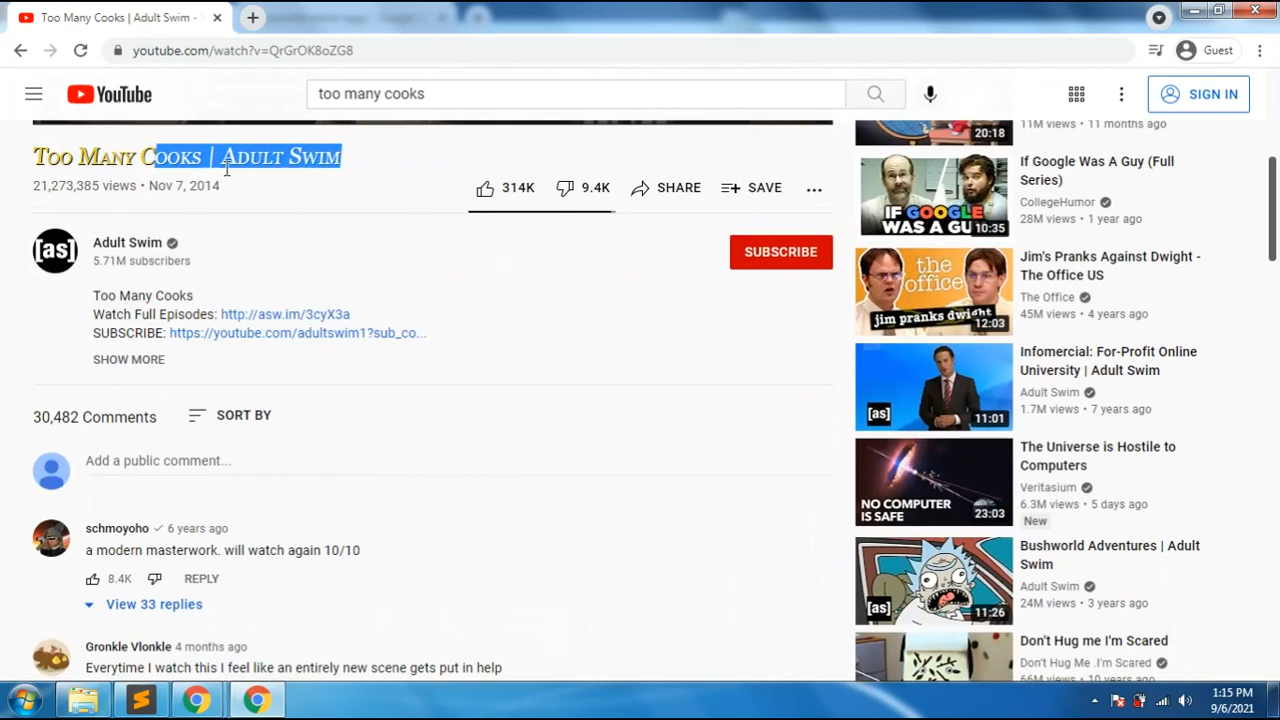 Too Many Cooks | Adult Swim -
youtube.com/watch?v=QrGrOK8oZG8
Guest
YouTube
too many cooks
SIGN IN
Too Many Cooks | Adult Swim
21,273,385 views • Nov 7, 2014
314K
9.4K
SHARE
SAVE
[as]
Adult Swim
5.71M subscribers
SUBSCRIBE
Too Many Cooks
Watch Full Episodes: http://asw.im/3cyX3a
SUBSCRIBE: https://youtube.com/adultswim1?sub_co...
SHOW MORE
30,482 Comments
SORT BY
Add a public comment...
schmoyoho 6 years ago
a modern masterwork. will watch again 10/10
8.4K
REPLY
View 33 replies
Gronkle Vlonkle 4 months ago
Everytime I watch this I feel like an entirely new scene gets put in help
20:18
11M views • 11 months ago
IF GOOGLE
WAS A GU
10:35
If Google Was A Guy (Full
Series)
CollegeHumor
28M views • 1 year ago
the
office
jim pranks dwight
12:03
Jim's Pranks Against Dwight -
The Office US
The Office
45M views • 4 years ago
[as]
11:01
Infomercial: For-Profit Online
University | Adult Swim
Adult Swim
1.7M views • 7 years ago
NO COMPUTER
IS SAFE
23:03
The Universe is Hostile to
Computers
Veritasium
6.3M views • 5 days ago
New
[as]
11:26
Bushworld Adventures | Adult
Swim
Adult Swim
24M views • 3 years ago
Don't Hug me I'm Scared
Don't Hug Me .I'm Scared
66M views • 10 years ago
1:15 PM
9/6/2021